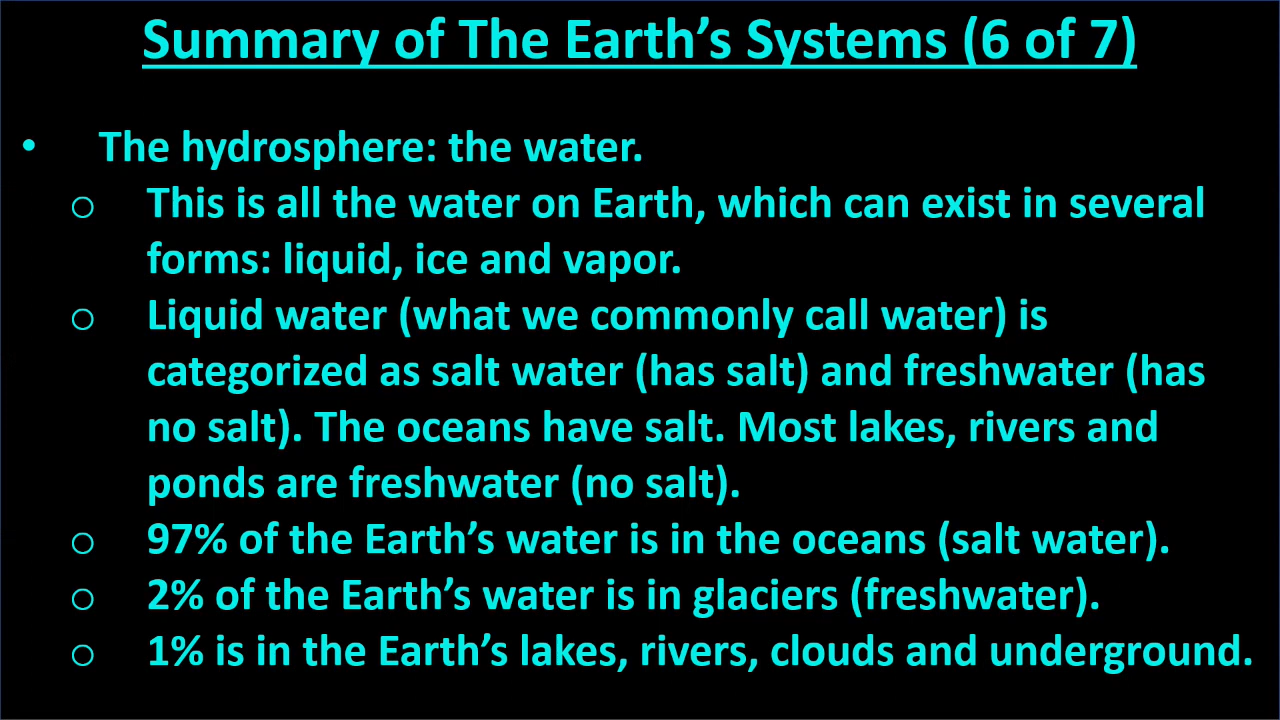 Summary of The Earth’s Systems (6 of 7)
• The hydrosphere: the water.
o This is all the water on Earth, which can exist in several
forms: liquid, ice and vapor.
o Liquid water (what we commonly call water) is
categorized as salt water (has salt) and freshwater (has
no salt). The oceans have salt. Most lakes, rivers and
ponds are freshwater (no salt).
o 97% of the Earth’s water is in the oceans (salt water).
o 2% of the Earth’s water is in glaciers (freshwater).
o 1% is in the Earth’s lakes, rivers, clouds and underground.